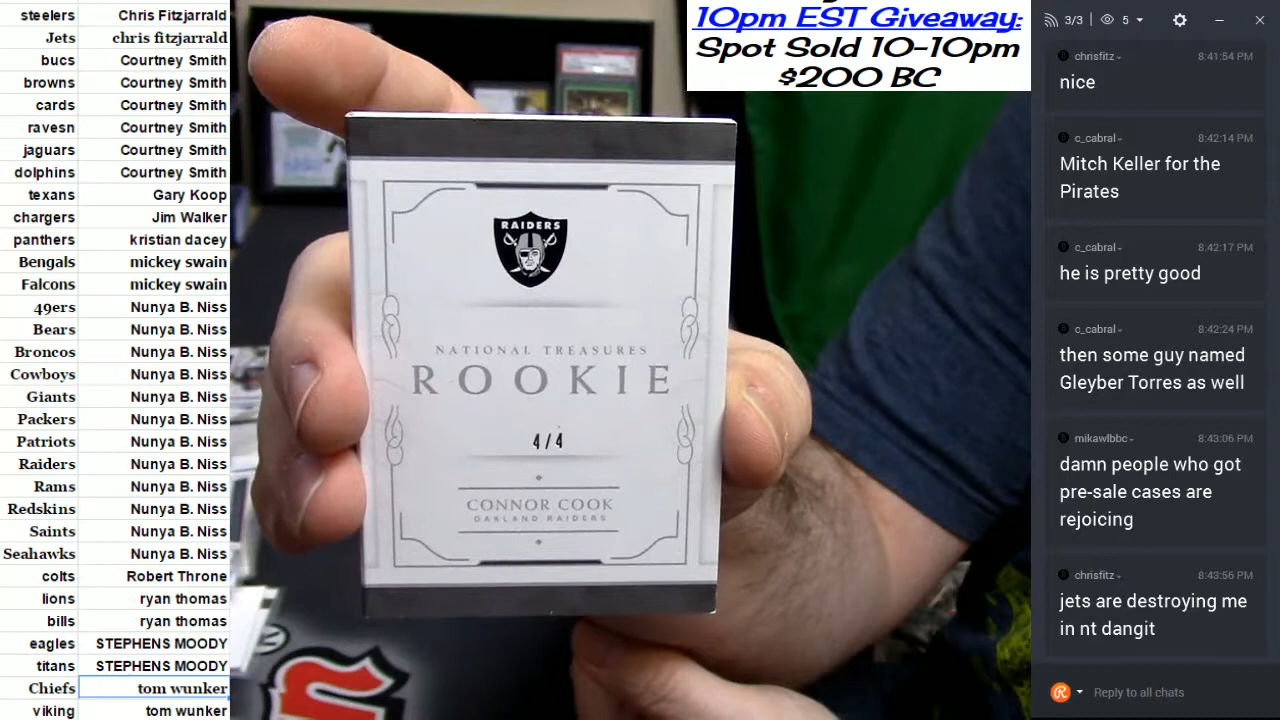 steelers Chris Fitzjarrald
Jets chris fitzjarrald
bucs Courtney Smith
browns Courtney Smith
cards Courtney Smith
ravesn Courtney Smith
jaguars Courtney Smith
dolphins Courtney Smith
texans Gary Koop
chargers Jim Walker
panthers kristian dacey
Bengals mickey swain
Falcons mickey swain
49ers Nunya B. Niss
Bears Nunya B. Niss
Broncos Nunya B. Niss
Cowboys Nunya B. Niss
Giants Nunya B. Niss
Packers Nunya B. Niss
Patriots Nunya B. Niss
Raiders Nunya B. Niss
Rams Nunya B. Niss
Redskins Nunya B. Niss
Saints Nunya B. Niss
Seahawks Nunya B. Niss
colts Robert Throne
lions ryan thomas
bills ryan thomas
eagles STEPHENS MOODY
titans STEPHENS MOODY
Chiefs tom wunker
viking tom wunker
RAIDERS
NATIONAL TREASURES
ROOKIE
4/4
CONNOR COOK
OAKLAND RAIDERS
10pm EST Giveaway:
Spot Sold 10-10pm
$200 BC
3/3 5
chrisfitz 8:41:54 PM
nice
c_cabral 8:42:14 PM
Mitch Keller for the
Pirates
c_cabral 8:42:17 PM
he is pretty good
c_cabral 8:42:24 PM
then some guy named
Gleyber Torres as well
mikawlbbc 8:43:06 PM
damn people who got
pre-sale cases are
rejoicing
chrisfitz 8:43:56 PM
jets are destroying me
in nt dangit
Reply to all chats